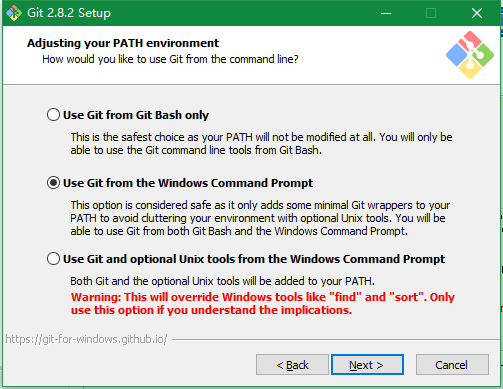 Git 2.8.2 Setup
Adjusting your PATH environment
How would you like to use Git from the command line?
Use Git from Git Bash only
This is the safest choice as your PATH will not be modified at all. You will only be
able to use the Git command line tools from Git Bash.
Use Git from the Windows Command Prompt
This option is considered safe as it only adds some minimal Git wrappers to your
PATH to avoid cluttering your environment with optional Unix tools. You will be
able to use Git from both Git Bash and the Windows Command Prompt.
Use Git and optional Unix tools from the Windows Command Prompt
Both Git and the optional Unix tools will be added to your PATH.
Warning: This will override Windows tools like "find" and "sort". Only
use this option if you understand the implications.
https://git-for-windows.github.io/
< Back Next > Cancel